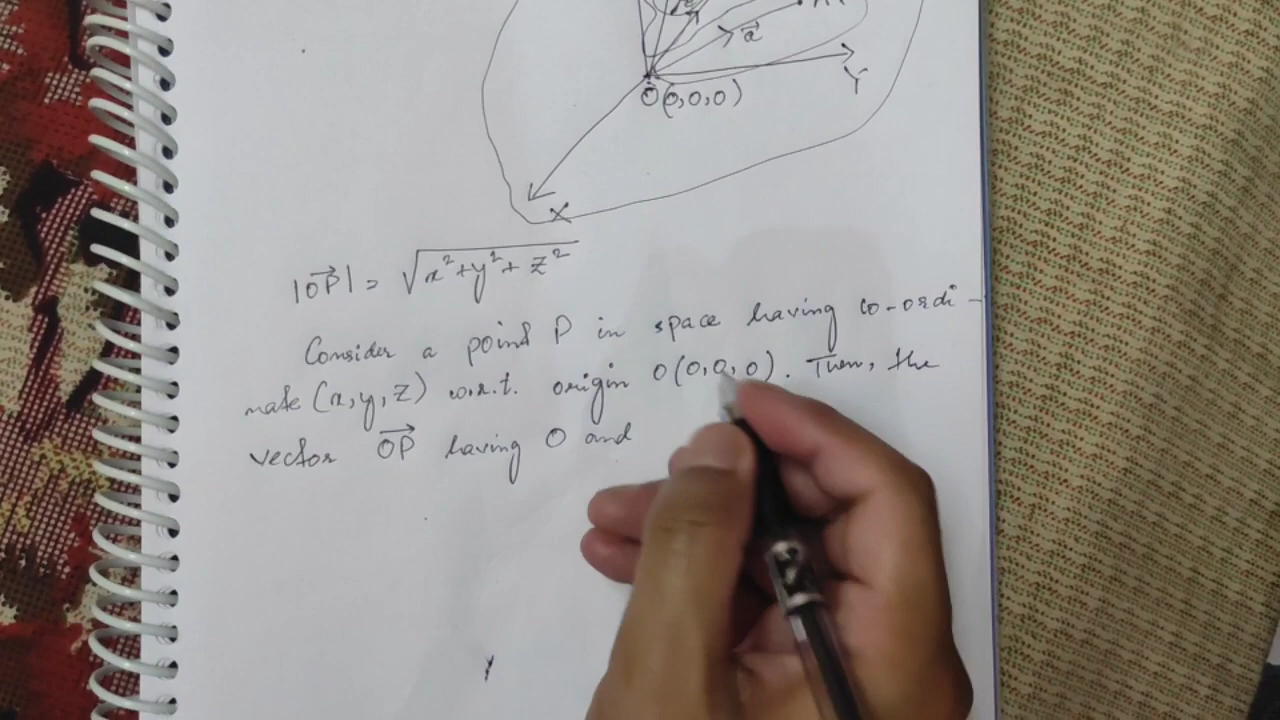 a⃗
Y
O(0,0,0)
X
|OP⃗| = √x²+y²+z²
Consider a point P in space having co-ordi-
nate (x,y,z) w.r.t. origin O(0,0,0). Then, the
vector OP⃗ having O and